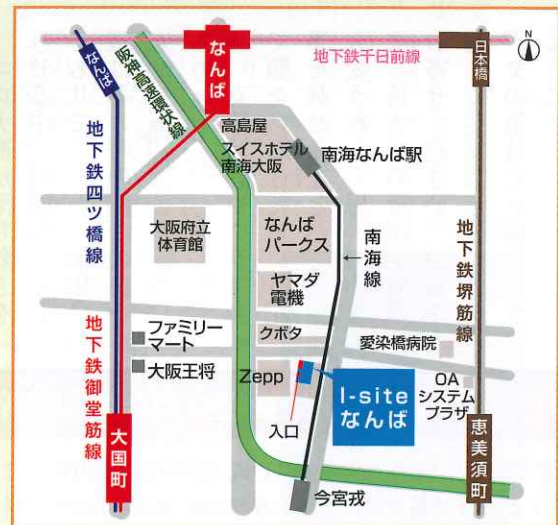 地下鉄千日前線
N
なんば
なんば
日本橋
阪神高速環状線
高島屋
スイスホテル
南海大阪
南海なんば駅
地下鉄四ツ橋線
大阪府立
体育館
なんば
パークス
南海線
地下鉄堺筋線
ヤマダ
電機
ファミリー
マート
クボタ
愛染橋病院
地下鉄御堂筋線
大阪王将
Zepp
I-site
なんば
OA
システム
プラザ
入口
大国町
恵美須町
今宮戎